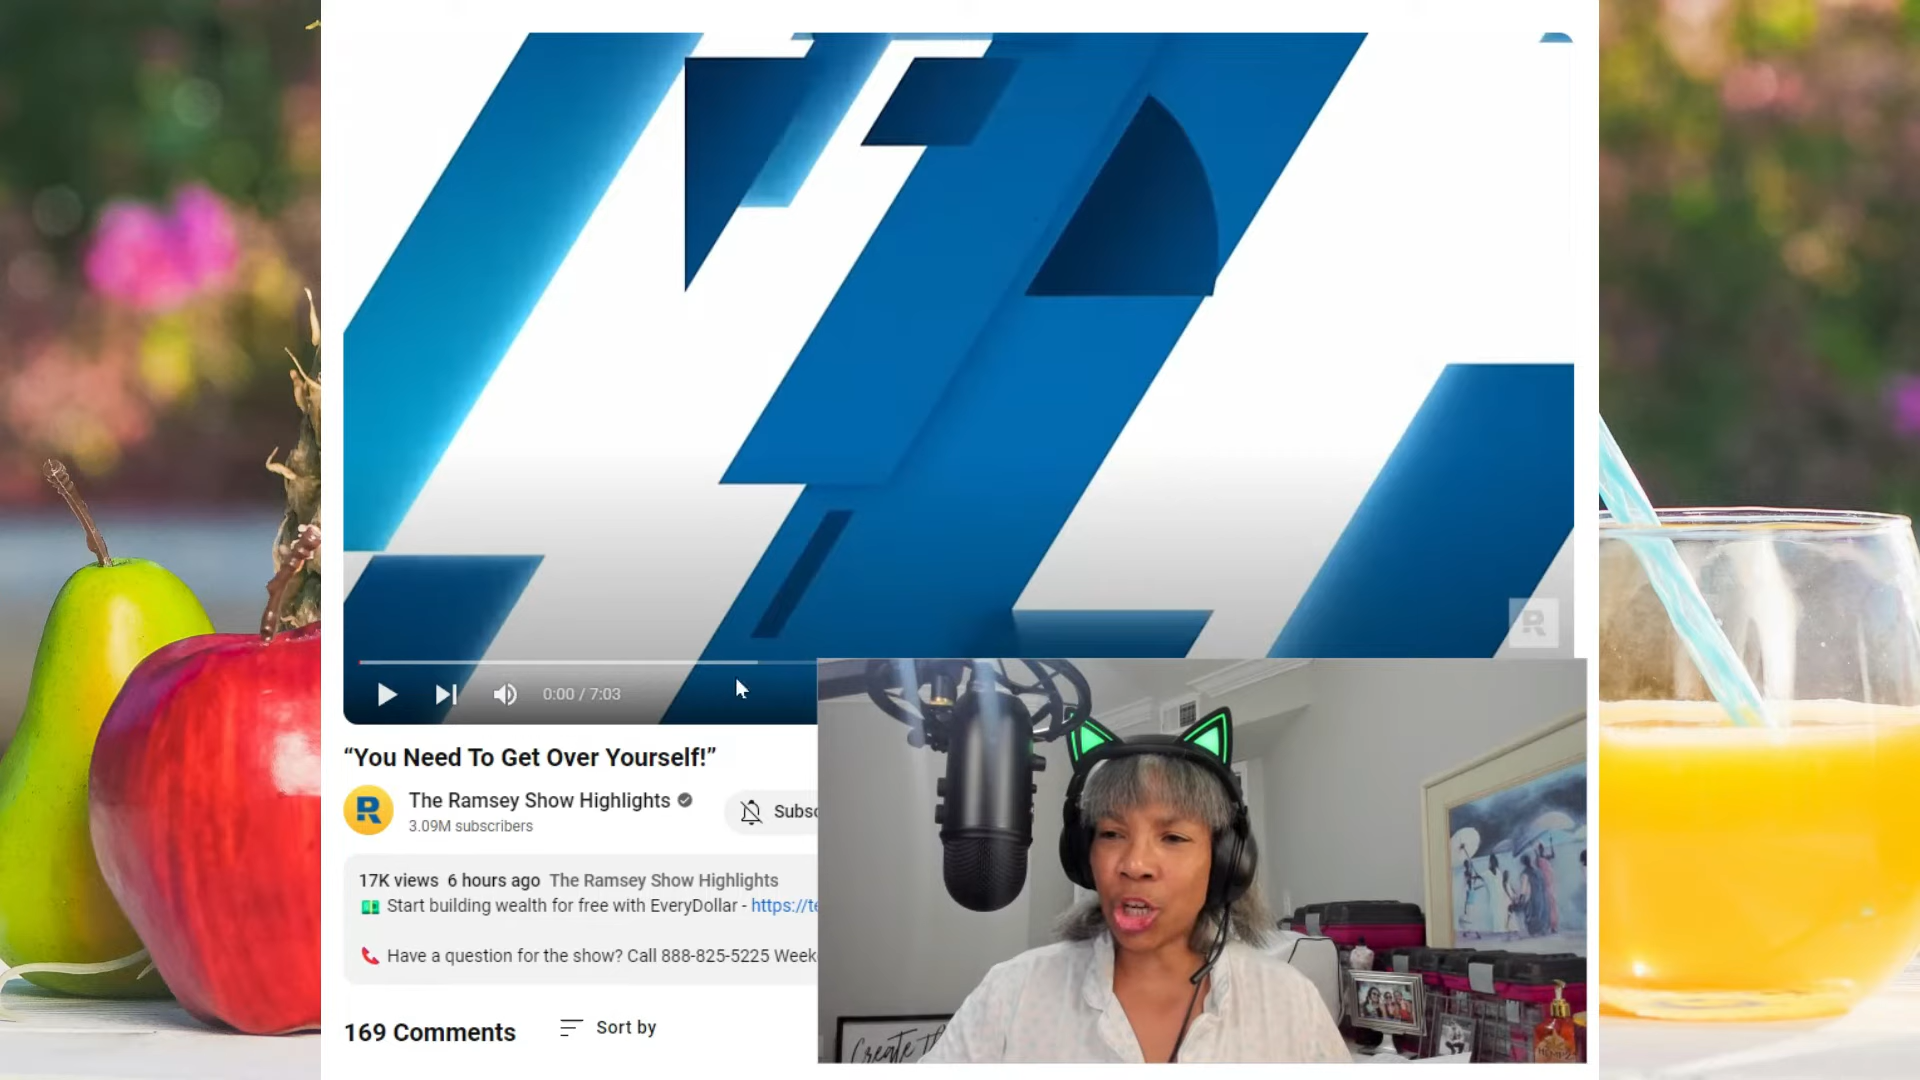 0:00 / 7:03
“You Need To Get Over Yourself!”
R
The Ramsey Show Highlights
3.09M subscribers
Subsc
17K views 6 hours ago The Ramsey Show Highlights
Start building wealth for free with EveryDollar - https://te
Have a question for the show? Call 888-825-5225 Week
169 Comments
Sort by
Create
R